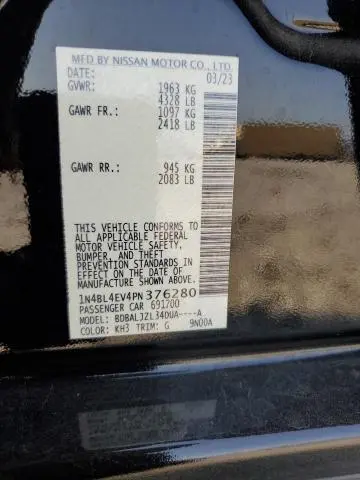 MFD BY NISSAN MOTOR CO., LTD
DATE: 03/23
GVWR: 1963 KG
4328 LB
GAWR FR.: 1097 KG
2418 LB
GAWR RR.: 945 KG
2083 LB
THIS VEHICLE CONFORMS TO
ALL APPLICABLE FEDERAL
MOTOR VEHICLE SAFETY,
BUMPER, AND THEFT
PREVENTION STANDARDS
IN EFFECT ON THE DATE OF
MANUFACTURE SHOWN ABOVE.
1N4BL4EV4PN376280
PASSENGER CAR 691700
MODEL: BDBALJZL34DUA----A
COLOR: KH3 TRIM: G 9N00A